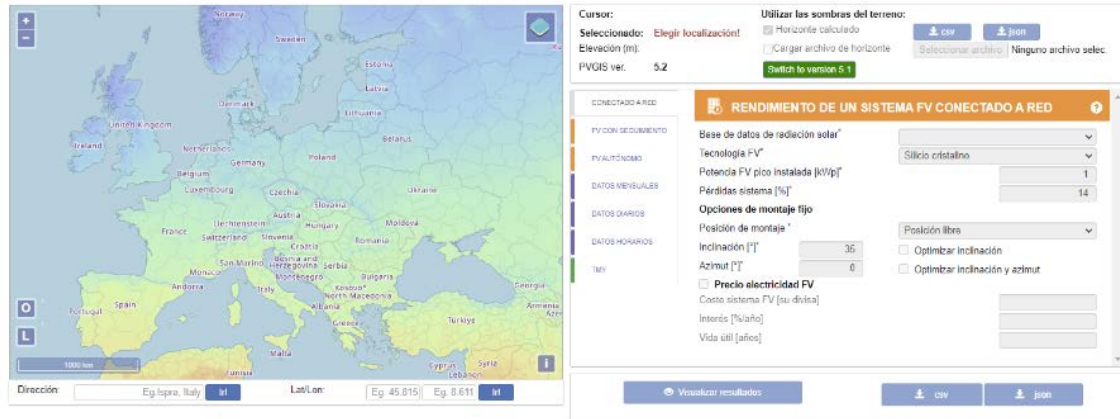 +
−
Norway
Sweden
Estonia
Latvia
Denmark
Lithuania
United Kingdom
Ireland
Belarus
Netherlands
Poland
Germany
Belgium
Luxembourg
Czechia
Ukraine
Slovakia
Austria
Liechtenstein
Hungary
Moldova
France
Switzerland
Slovenia
Croatia
Romania
San Marino
Bosnia and Herzegovina
Serbia
Monaco
Montenegro
Bulgaria
Andorra
Italy
Kosovo*
North Macedonia
Georgia
Portugal
Spain
Albania
Armenia
Azer
Greece
Türkiye
O
L
Malta
1000 km
Tunisia
Cyprus
Syria
Lebanon
i
Dirección:
Eg.Ispra, Italy
Ir!
Lat/Lon:
Eg. 45.815
Eg. 8.611
Ir!
Cursor:
Utilizar las sombras del terreno:
Seleccionado: Elegir localización!
Horizonte calculado
csv
json
Elevación (m):
Cargar archivo de horizonte
Seleccionar archivo
Ninguno archivo selec.
PVGIS ver. 5.2
Switch to version 5.1
CONECTADO A RED
FV CON SEGUIMIENTO
FV AUTÓNOMO
DATOS MENSUALES
DATOS DIARIOS
DATOS HORARIOS
TMY
RENDIMIENTO DE UN SISTEMA FV CONECTADO A RED
?
Base de datos de radiación solar*
Tecnología FV*
Silicio cristalino
Potencia FV pico instalada [kWp]*
1
Pérdidas sistema [%]*
14
Opciones de montaje fijo
Posición de montaje *
Posición libre
Inclinación [°]*
35
Optimizar inclinación
Azimut [°]*
0
Optimizar inclinación y azimut
Precio electricidad FV
Coste sistema FV [su divisa]
Interés [%/año]
Vida útil [años]
Visualizar resultados
csv
json